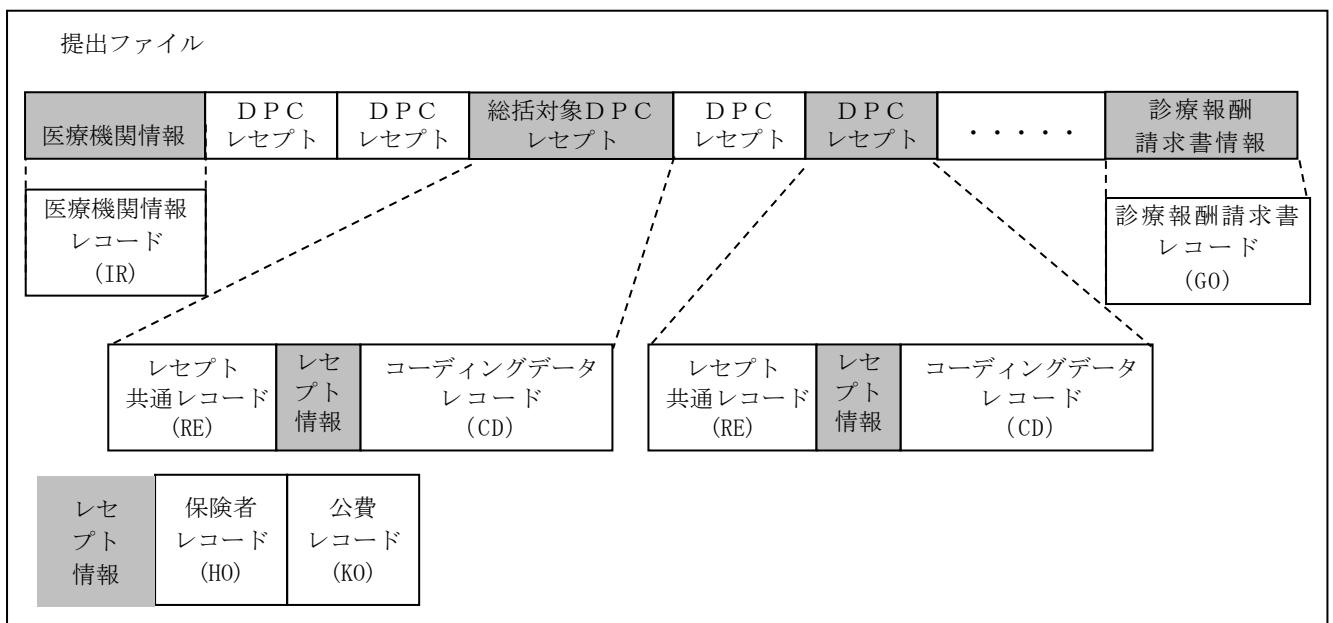 提出ファイル
医療機関情報
ＤＰＣ
レセプト
ＤＰＣ
レセプト
総括対象ＤＰＣ
レセプト
ＤＰＣ
レセプト
ＤＰＣ
レセプト
・・・・・
診療報酬
請求書情報
医療機関情報
レコード
(IR)
診療報酬請求書
レコード
(GO)
レセプト
共通レコード
(RE)
レセ
プト
情報
コーディングデータ
レコード
(CD)
レセプト
共通レコード
(RE)
レセ
プト
情報
コーディングデータ
レコード
(CD)
レセ
プト
情報
保険者
レコード
(HO)
公費
レコード
(KO)